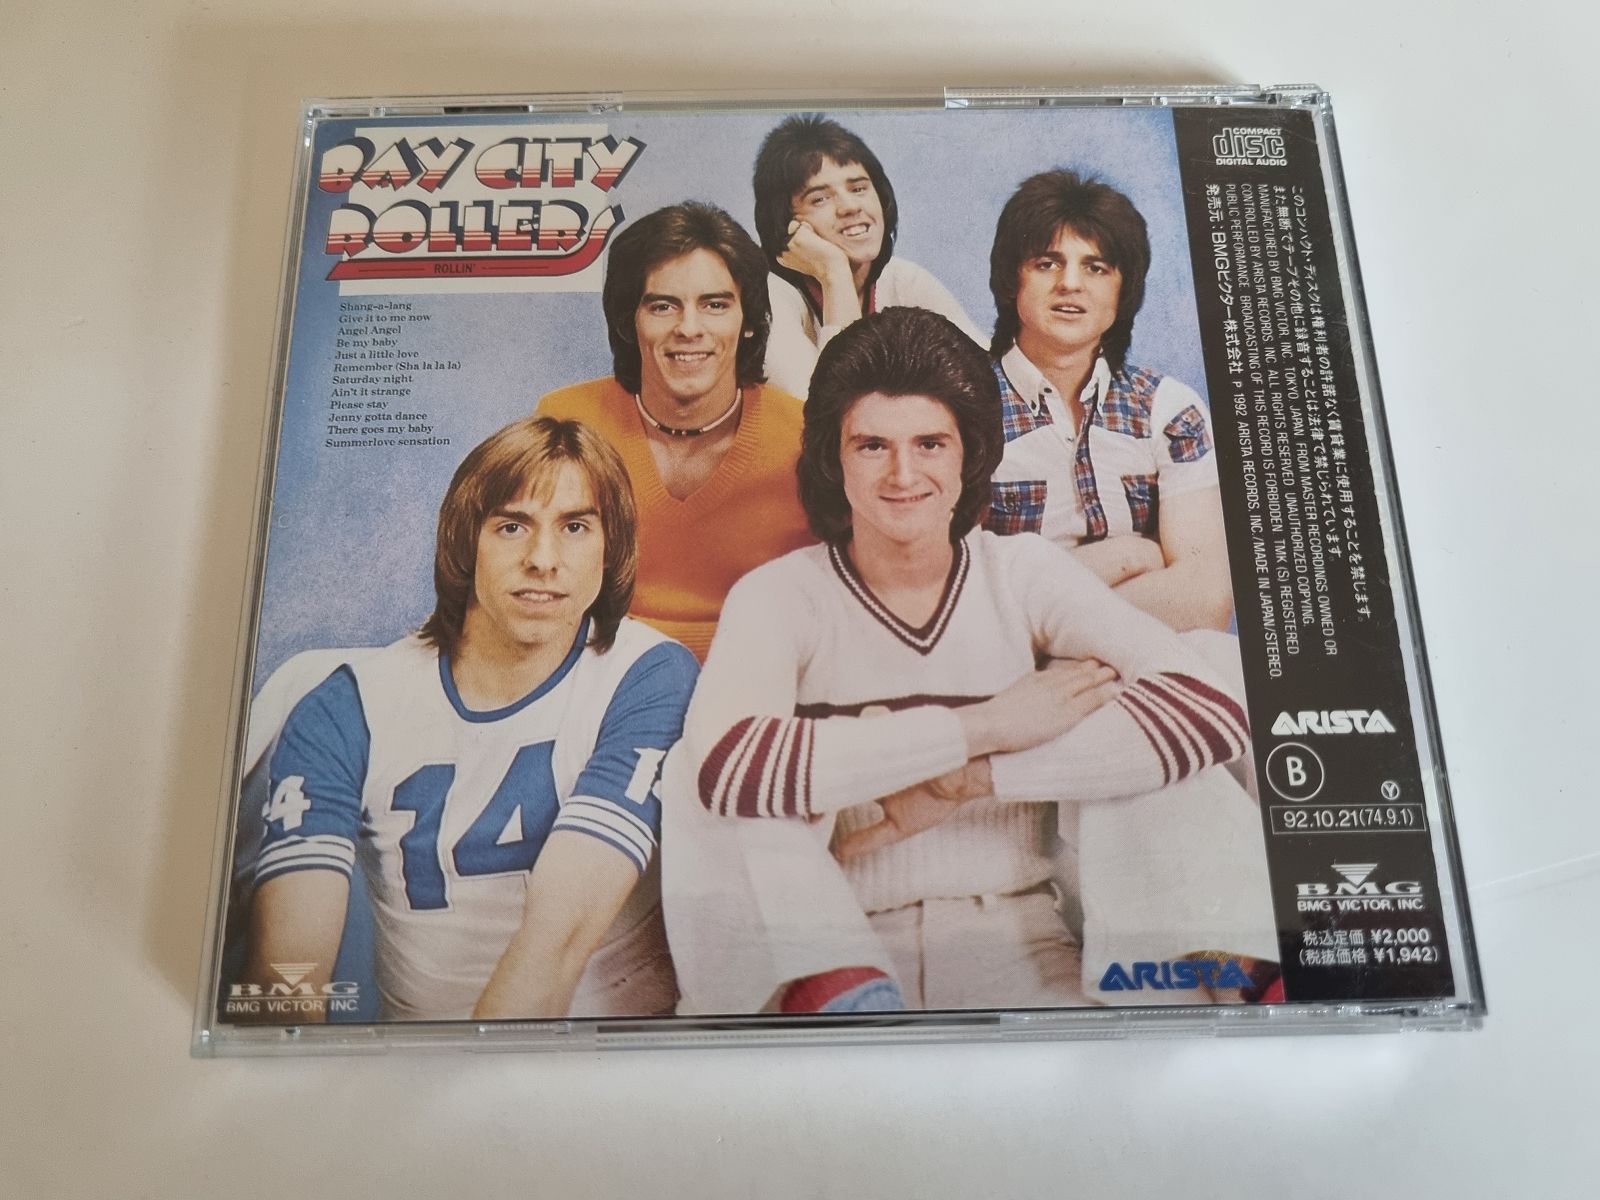 BAY CITY
ROLLERS
ROLLIN'
Shang-a-lang
Give it to me now
Angel Angel
Be my baby
Just a little love
Remember (Sha la la la)
Saturday night
Ain't it strange
Please stay
Jenny gotta dance
There goes my baby
Summerlove sensation
14
14
1
BMG
BMG VICTOR, INC.
ARISTA
COMPACT
disc
DIGITAL AUDIO
このコンパクト・ディスクは権利者の許諾なく賃貸業に使用することを禁じます。
また無断でテープその他に録音することは法律で禁じられています。
MANUFACTURED BY BMG VICTOR, INC. TOKYO, JAPAN. FROM MASTER RECORDINGS OWNED OR
CONTROLLED BY ARISTA RECORDS, INC. ALL RIGHTS RESERVED. UNAUTHORIZED COPYING.
PUBLIC PERFORMANCE. BROADCASTING OF THIS RECORD IS FORBIDDEN. TMK (S) REGISTERED.
発売元:BMGビクター株式会社 P 1992 ARISTA RECORDS, INC./MADE IN JAPAN/STEREO.
ARISTA
B
Y
92.10.21(74.9.1)
BMG
BMG VICTOR, INC.
税込定価 ¥2,000
(税抜価格 ¥1,942)